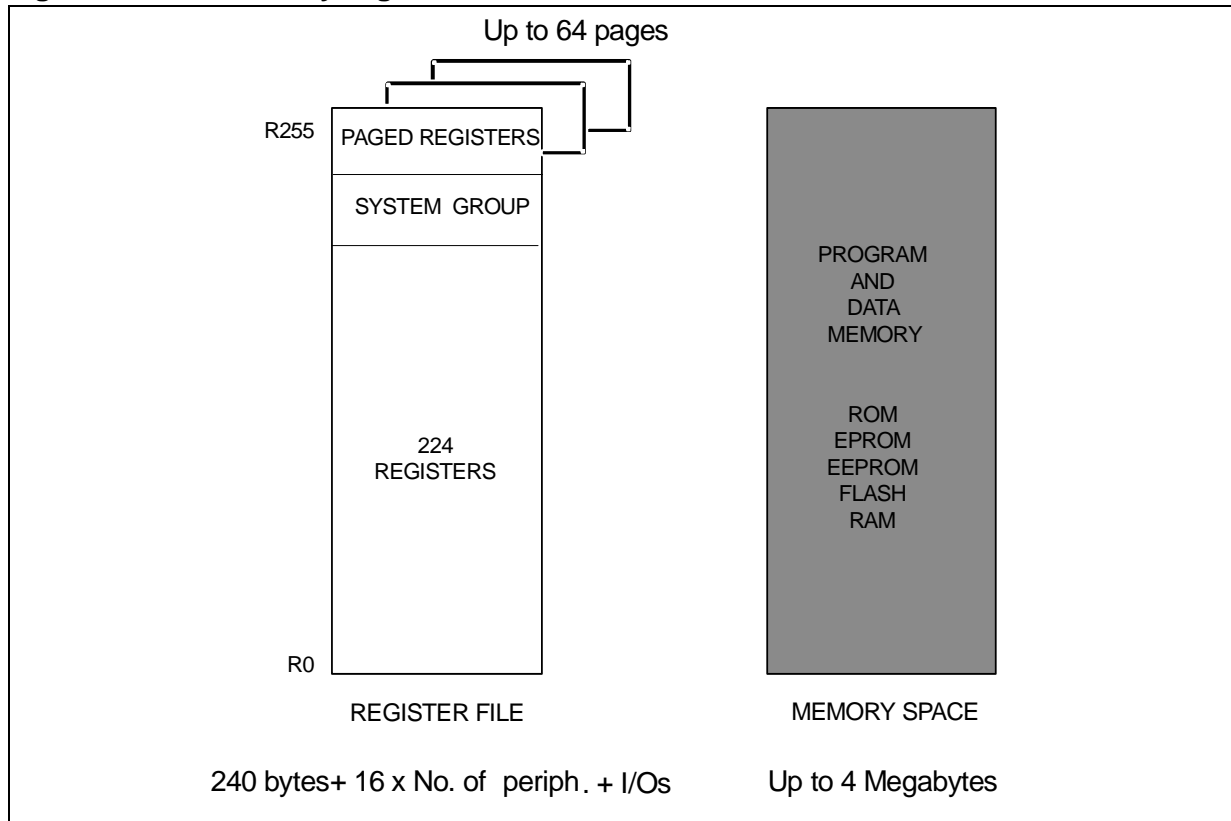 Up to 64 pages
R255
PAGED REGISTERS
SYSTEM GROUP
224
REGISTERS
R0
REGISTER FILE
240 bytes+ 16 x No. of periph. + I/Os
PROGRAM
AND
DATA
MEMORY
ROM
EPROM
EEPROM
FLASH
RAM
MEMORY SPACE
Up to 4 Megabytes